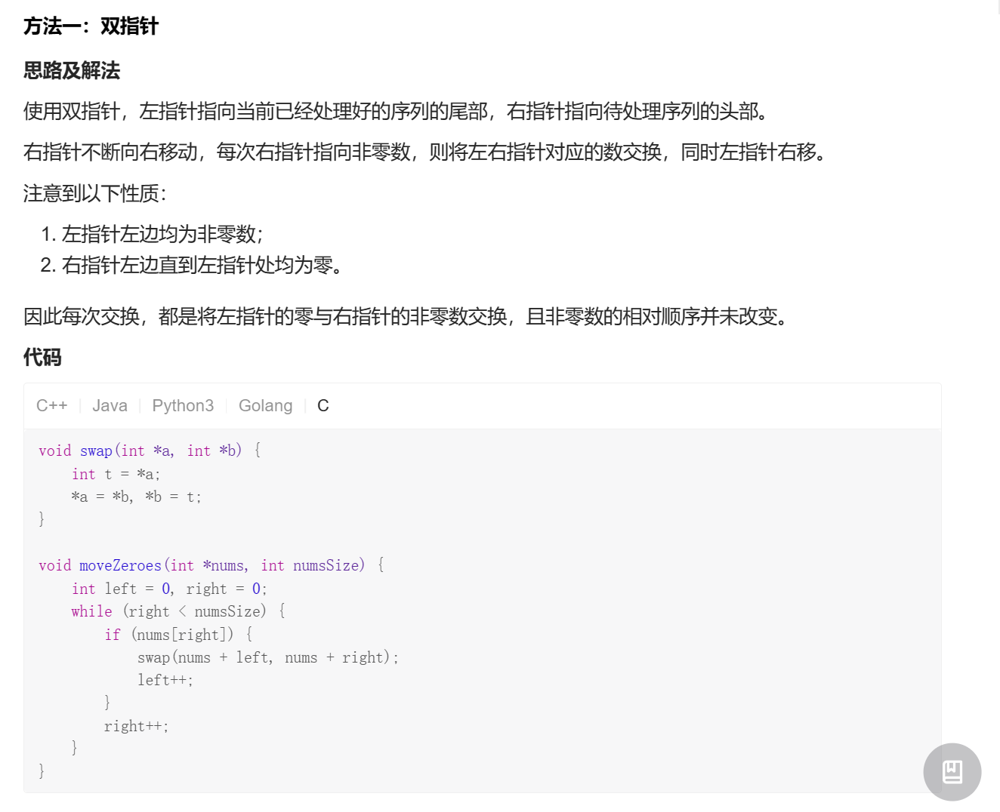 方法一：双指针
思路及解法
使用双指针，左指针指向当前已经处理好的序列的尾部，右指针指向待处理序列的头部。
右指针不断向右移动，每次右指针指向非零数，则将左右指针对应的数交换，同时左指针右移。
注意到以下性质：
1. 左指针左边均为非零数；
2. 右指针左边直到左指针处均为零。
因此每次交换，都是将左指针的零与右指针的非零数交换，且非零数的相对顺序并未改变。
代码
C++ | Java | Python3 | Golang | C
void swap(int *a, int *b) {
    int t = *a;
    *a = *b, *b = t;
}
void moveZeroes(int *nums, int numsSize) {
    int left = 0, right = 0;
    while (right < numsSize) {
        if (nums[right]) {
            swap(nums + left, nums + right);
            left++;
        }
        right++;
    }
}